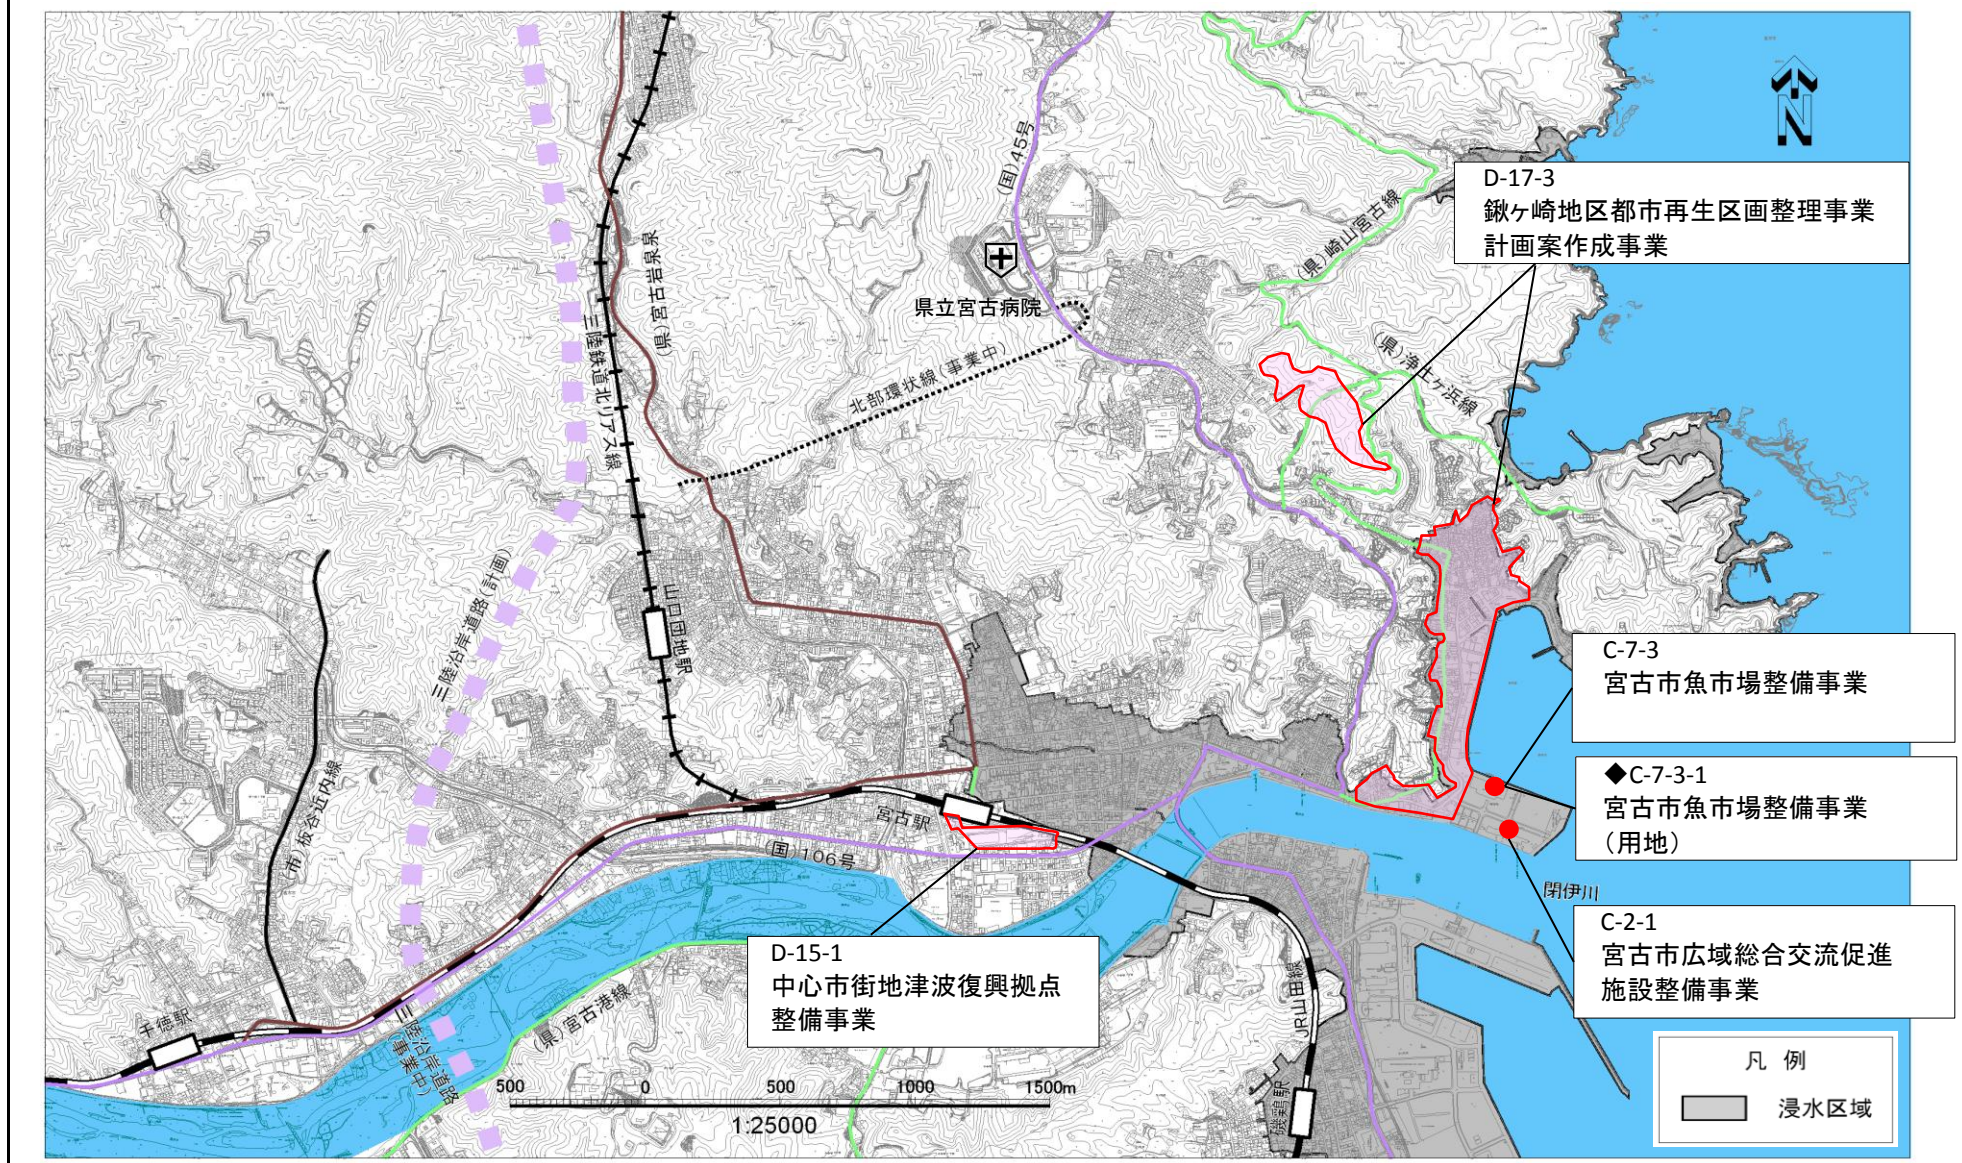 N
(国)45号
D-17-3
鍬ヶ崎地区都市再生区画整理事業
計画案作成事業
(県)崎山宮古線
(県)宮古岩泉泉
県立宮古病院
三陸鉄道北リアス線
北部環状線(事業中)
(県)浄土ヶ浜線
三陸沿岸道路(計画)
山口団地駅
C-7-3
宮古市魚市場整備事業
◆C-7-3-1
宮古市魚市場整備事業
(用地)
(市)板谷近内線
宮古駅
(国)106号
閉伊川
C-2-1
宮古市広域総合交流促進
施設整備事業
D-15-1
中心市街地津波復興拠点
整備事業
JR山田線
千徳駅
三陸沿岸道路
(事業中)
(県)宮古港線
磯鶏駅
500 0 500 1000 1500m
1:25000
凡 例
浸水区域